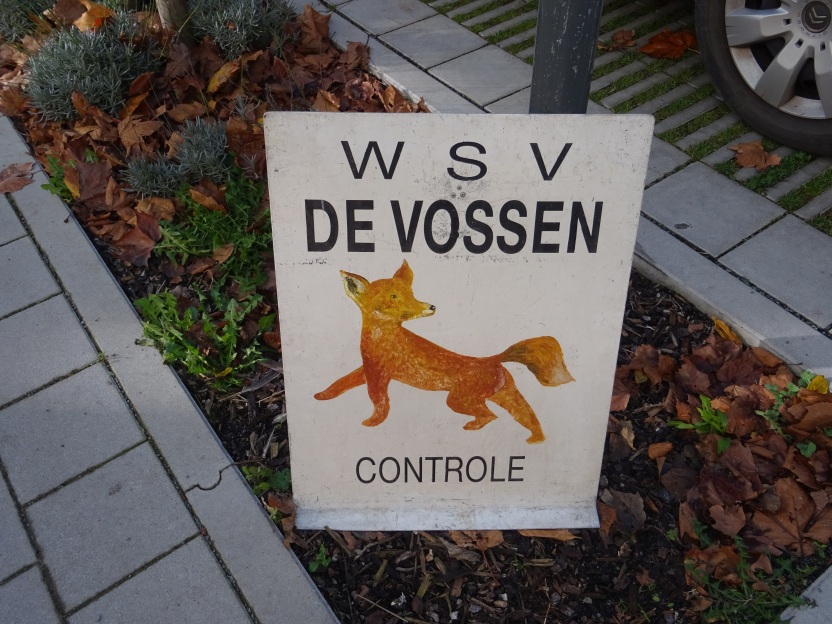 W S V
DE VOSSEN
CONTROLE